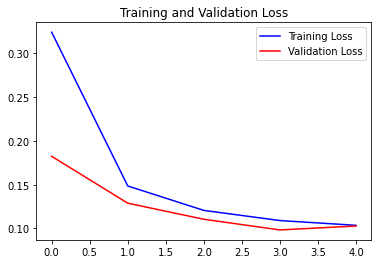 Training and Validation Loss
Training Loss
Validation Loss
0.30
0.25
0.20
0.15
0.10
0.0 0.5 1.0 1.5 2.0 2.5 3.0 3.5 4.0